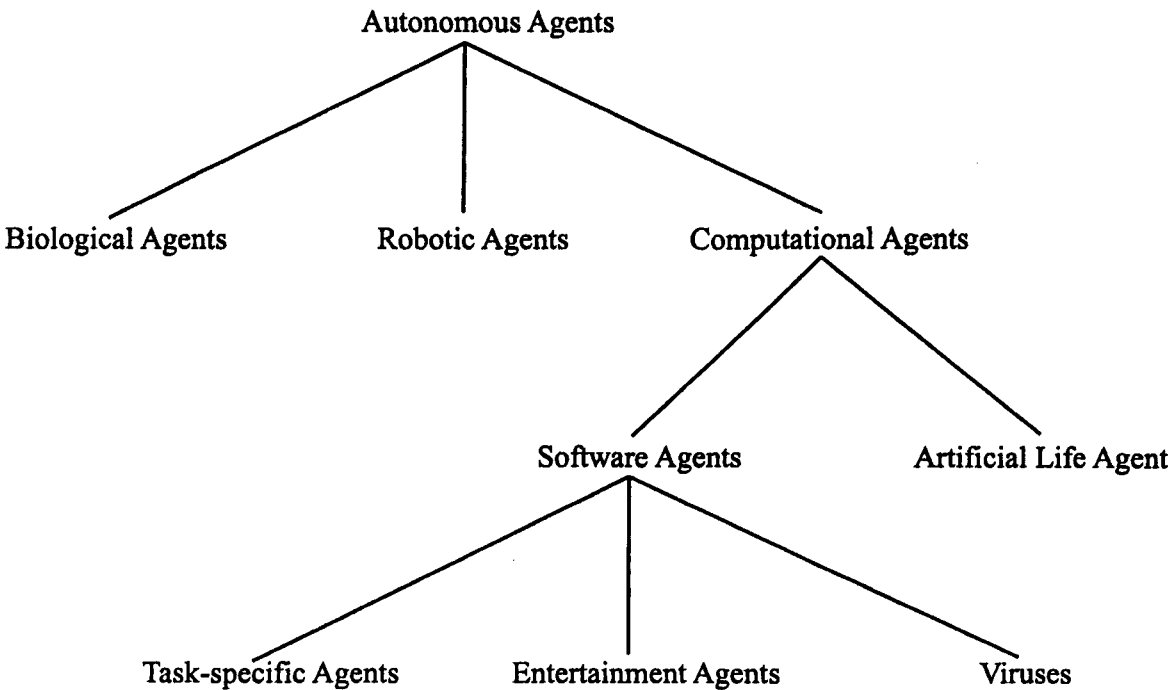 Autonomous Agents
Biological Agents
Robotic Agents
Computational Agents
Software Agents
Artificial Life Agent
Task-specific Agents
Entertainment Agents
Viruses